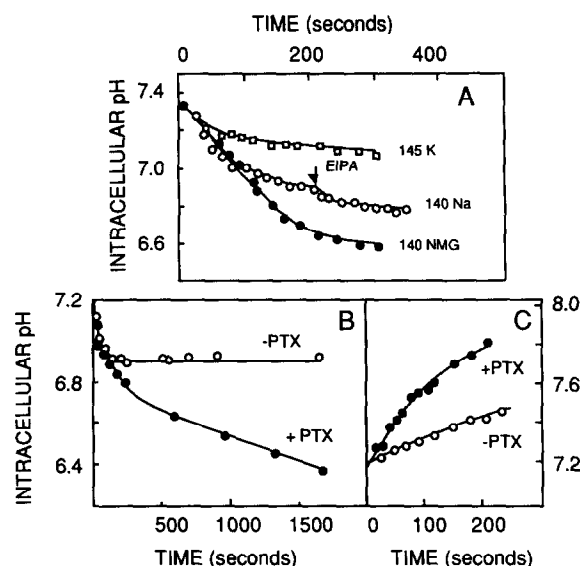 TIME (seconds)
0 200 400
INTRACELLULAR pH
7.4
7.0
6.6
A
145 K
EIPA
140 Na
140 NMG
INTRACELLULAR pH
7.2
6.8
6.4
B
-PTX
+ PTX
500 1000 1500
TIME (seconds)
C
+PTX
-PTX
8.0
7.6
7.2
0 100 200
TIME (seconds)